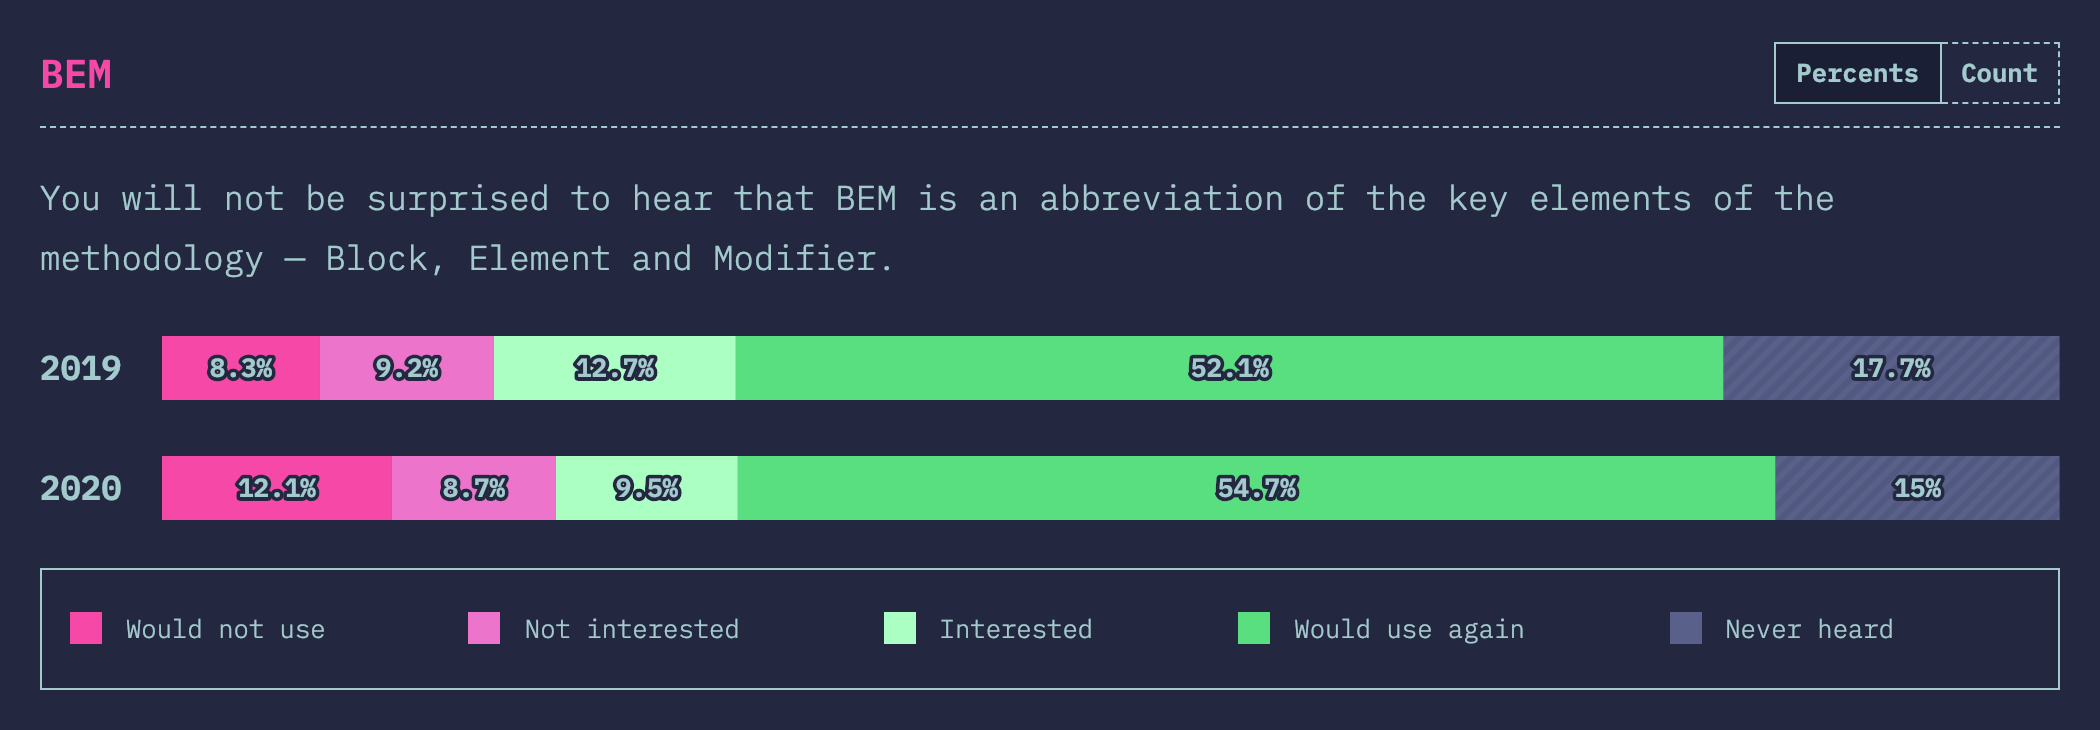 BEM
Percents Count
You will not be surprised to hear that BEM is an abbreviation of the key elements of the
methodology — Block, Element and Modifier.
2019 8.3% 9.2% 12.7% 52.1% 17.7%
2020 12.1% 8.7% 9.5% 54.7% 15%
Would not use Not interested Interested Would use again Never heard